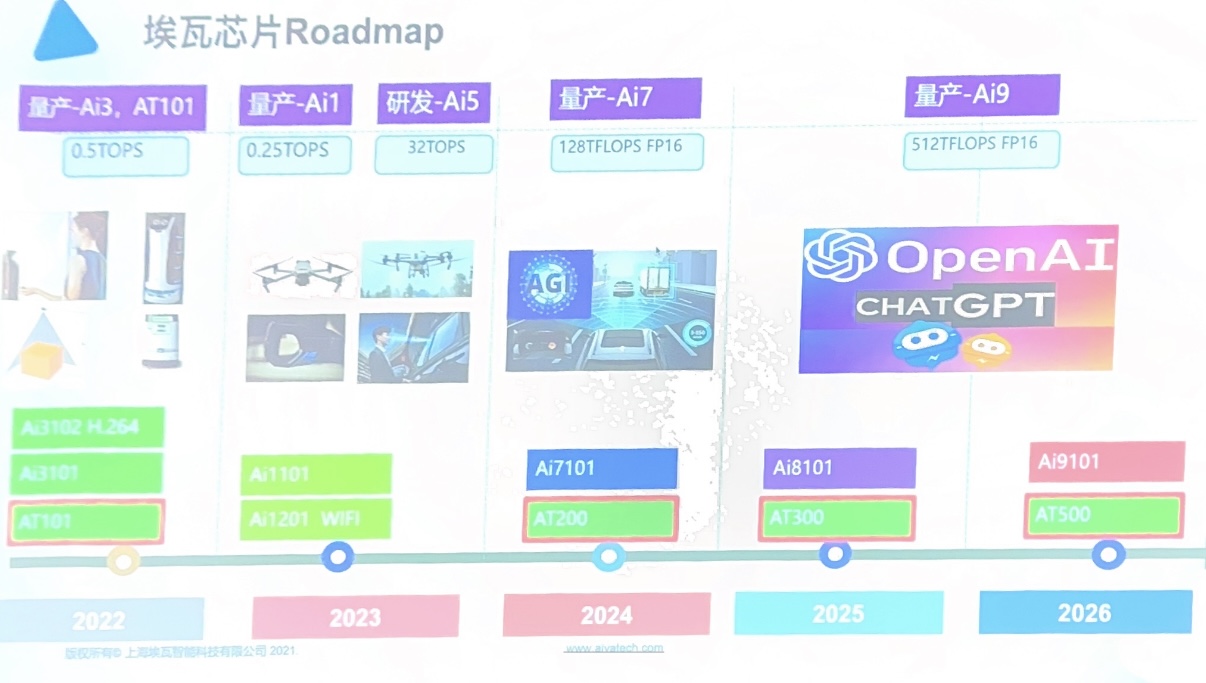 埃瓦芯片Roadmap
量产-Ai3，AT101
量产-Ai1
研发-Ai5
量产-Ai7
量产-Ai9
0.5TOPS
0.25TOPS
32TOPS
128TFLOPS FP16
512TFLOPS FP16
AGI
OpenAI
CHATGPT
Ai3102 H.264
Ai3101
AT101
Ai1101
Ai1201 WIFI
Ai7101
AT200
Ai8101
AT300
Ai9101
AT500
2022
2023
2024
2025
2026
版权所有© 上海埃瓦智能科技有限公司 2021.
www.aivatech.com